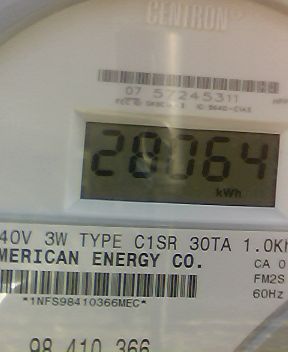 CENTRON
07 57245311
28064
kWh
40V 3W TYPE C1SR 30TA 1.0Kh
MERICAN ENERGY CO.
CA 0
FM2S
60Hz
*1NFS98410366MEC*
98 410 366